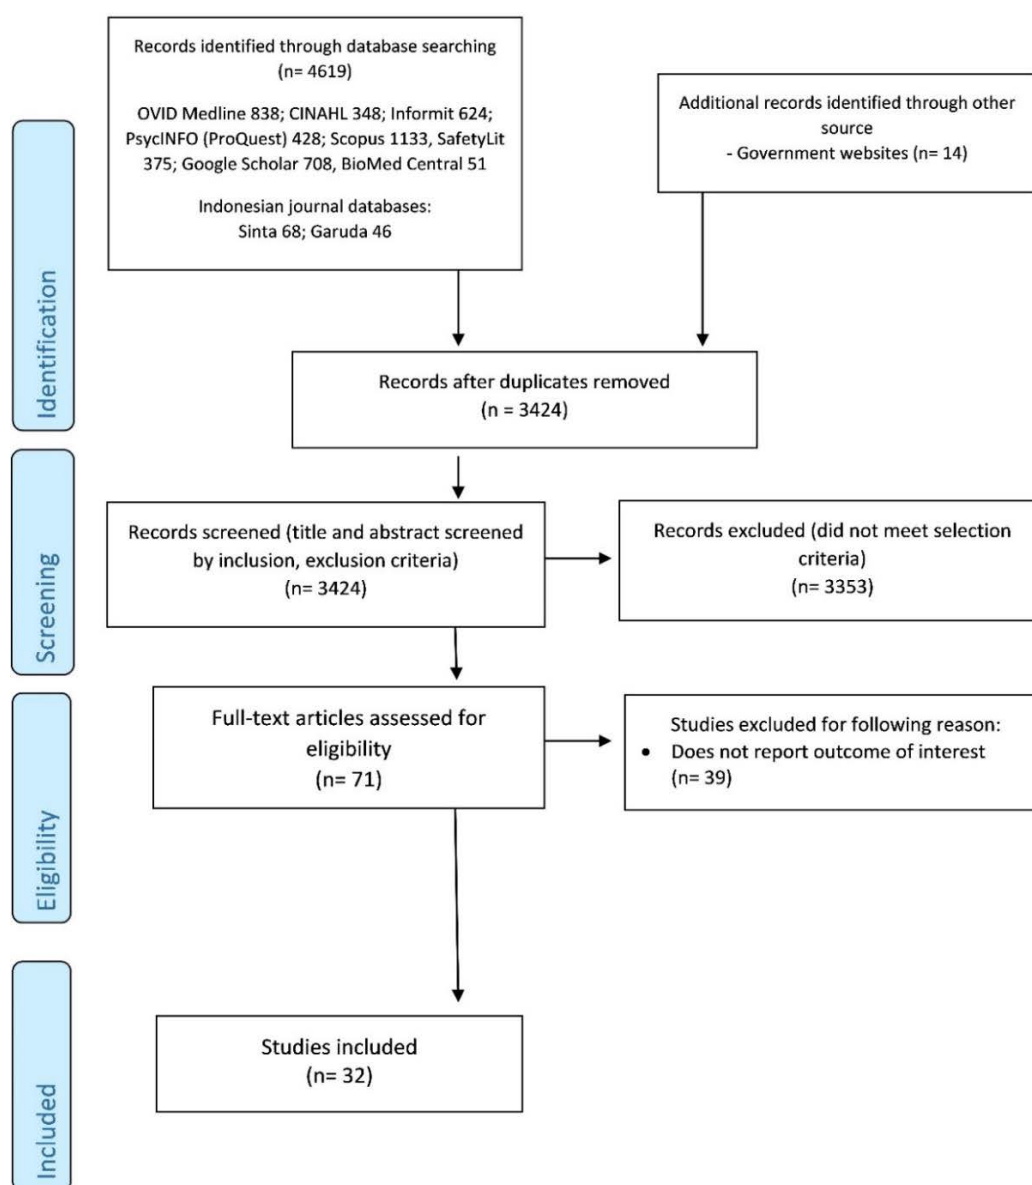 Records identified through database searching
(n= 4619)
OVID Medline 838; CINAHL 348; Informit 624;
PsycINFO (ProQuest) 428; Scopus 1133, SafetyLit
375; Google Scholar 708, BioMed Central 51
Indonesian journal databases:
Sinta 68; Garuda 46
Additional records identified through other
source
- Government websites (n= 14)
Identification
Records after duplicates removed
(n = 3424)
Screening
Records screened (title and abstract screened
by inclusion, exclusion criteria)
(n= 3424)
Records excluded (did not meet selection
criteria)
(n= 3353)
Eligibility
Full-text articles assessed for
eligibility
(n= 71)
Studies excluded for following reason:
• Does not report outcome of interest
(n= 39)
Included
Studies included
(n= 32)